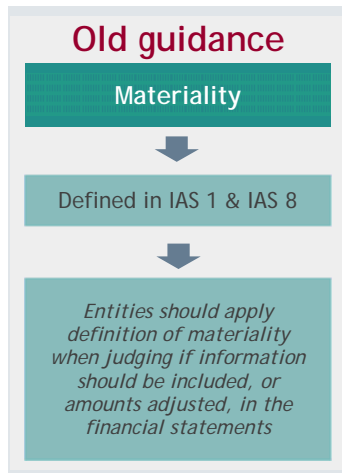 Old guidance
Materiality
Defined in IAS 1 & IAS 8
Entities should apply
definition of materiality
when judging if information
should be included, or
amounts adjusted, in the
financial statements